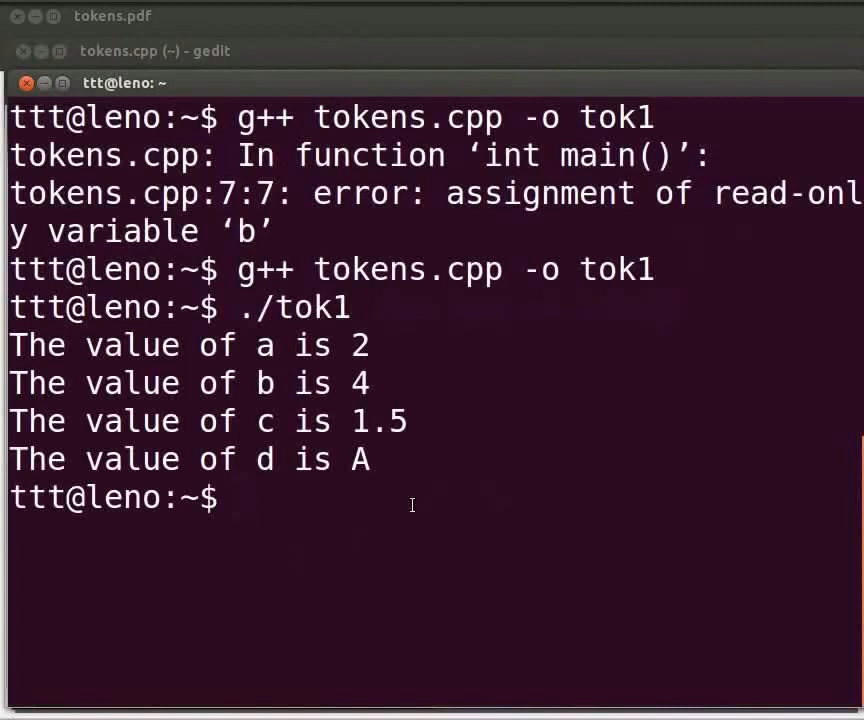 tokens.pdf
tokens.cpp (~) - gedit
ttt@leno: ~
ttt@leno:~$ g++ tokens.cpp -o tok1
tokens.cpp: In function ‘int main()’:
tokens.cpp:7:7: error: assignment of read-onl
y variable ‘b’
ttt@leno:~$ g++ tokens.cpp -o tok1
ttt@leno:~$ ./tok1
The value of a is 2
The value of b is 4
The value of c is 1.5
The value of d is A
ttt@leno:~$